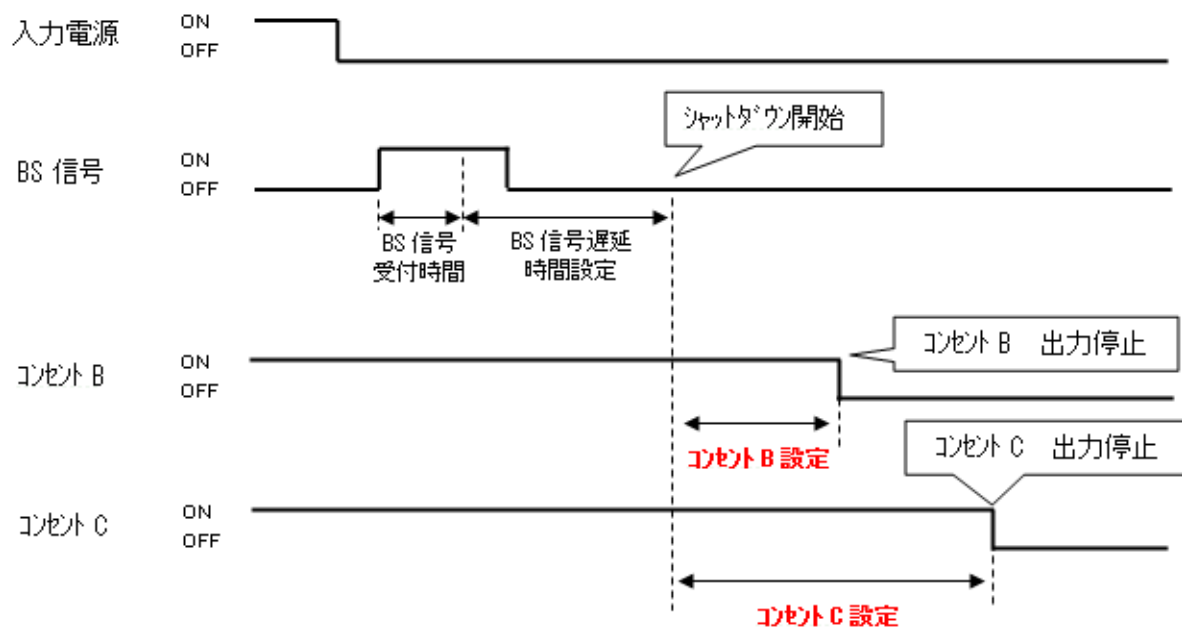 入力電源
ON
OFF
シャットダウン開始
BS 信号
ON
OFF
BS 信号
受付時間
BS 信号遅延
時間設定
コンセント B
ON
OFF
コンセント B 出力停止
コンセント B 設定
コンセント C 出力停止
コンセント C
ON
OFF
コンセント C 設定